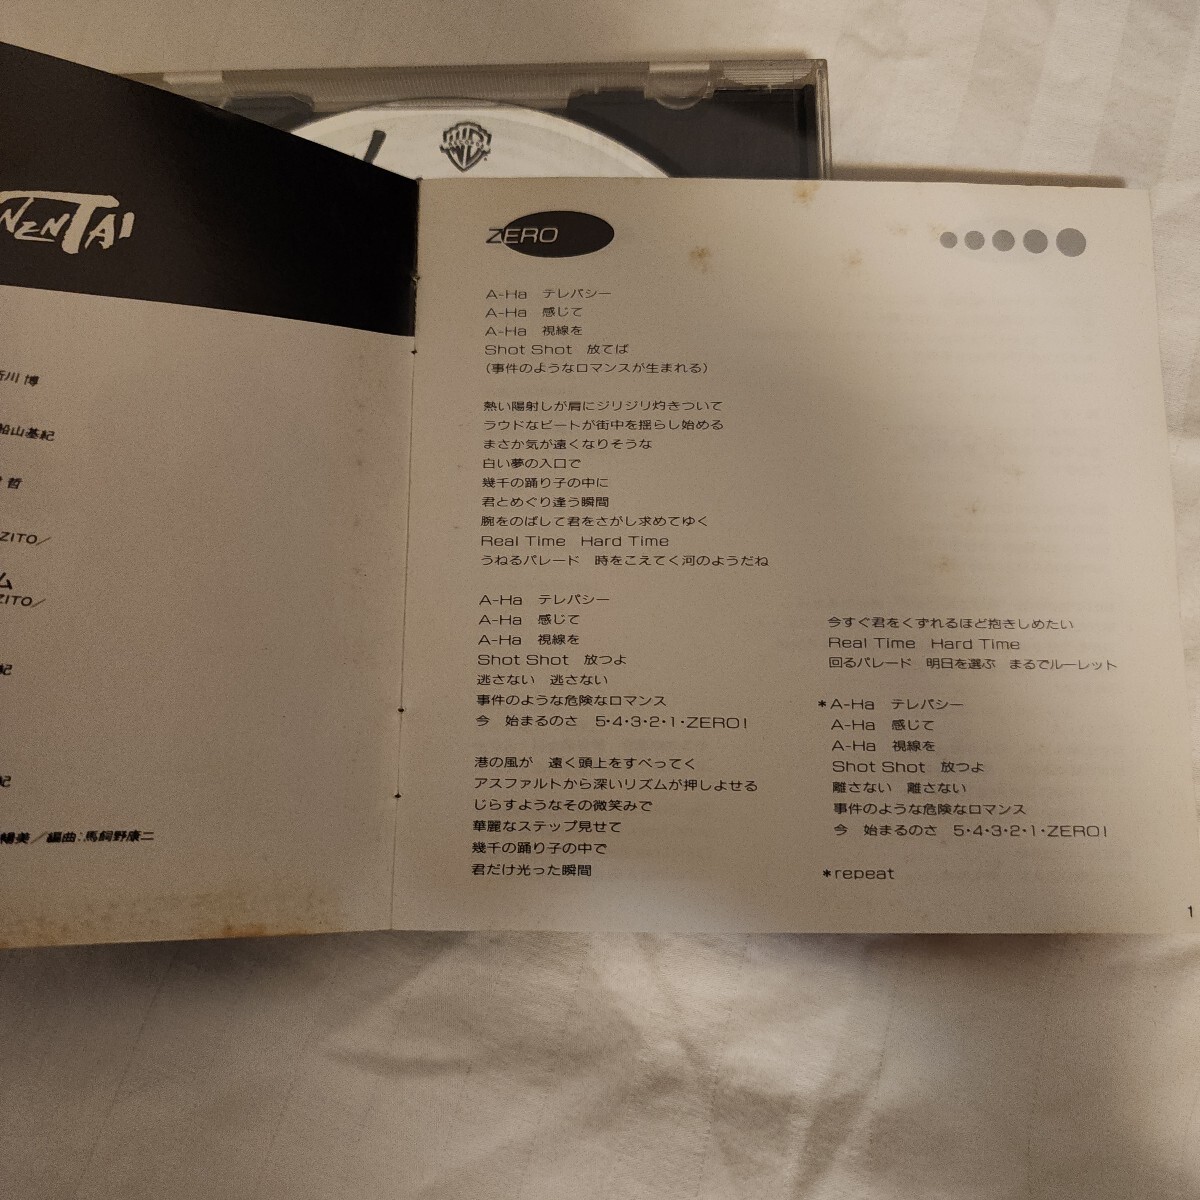 川 博
船山基紀
哲
ZITO／
ム
ZITO／
紀
紀
陽美／編曲:馬飼野康二
ZERO
A-Ha　テレパシー
A-Ha　感じて
A-Ha　視線を
Shot Shot　放てば
(事件のようなロマンスが生まれる)
熱い陽射しが肩にジリジリ灼きついて
ラウドなビートが街中を揺らし始める
まさか気が遠くなりそうな
白い夢の入口で
幾千の踊り子の中に
君とめぐり逢う瞬間
腕をのばして君をさがし求めてゆく
Real Time　Hard Time
うねるパレード　時をこえてく河のようだね
A-Ha　テレパシー
A-Ha　感じて
A-Ha　視線を
Shot Shot　放つよ
逃さない　逃さない
事件のような危険なロマンス
今　始まるのさ　5・4・3・2・1・ZERO!
港の風が　遠く頭上をすべってく
アスファルトから深いリズムが押しよせる
じらすようなその微笑みで
華麗なステップ見せて
幾千の踊り子の中で
君だけ光った瞬間
今すぐ君をくずれるほど抱きしめたい
Real Time　Hard Time
回るパレード　明日を選ぶ　まるでルーレット
*A-Ha　テレパシー
A-Ha　感じて
A-Ha　視線を
Shot Shot　放つよ
離さない　離さない
事件のような危険なロマンス
今　始まるのさ　5・4・3・2・1・ZERO!
*repeat
1